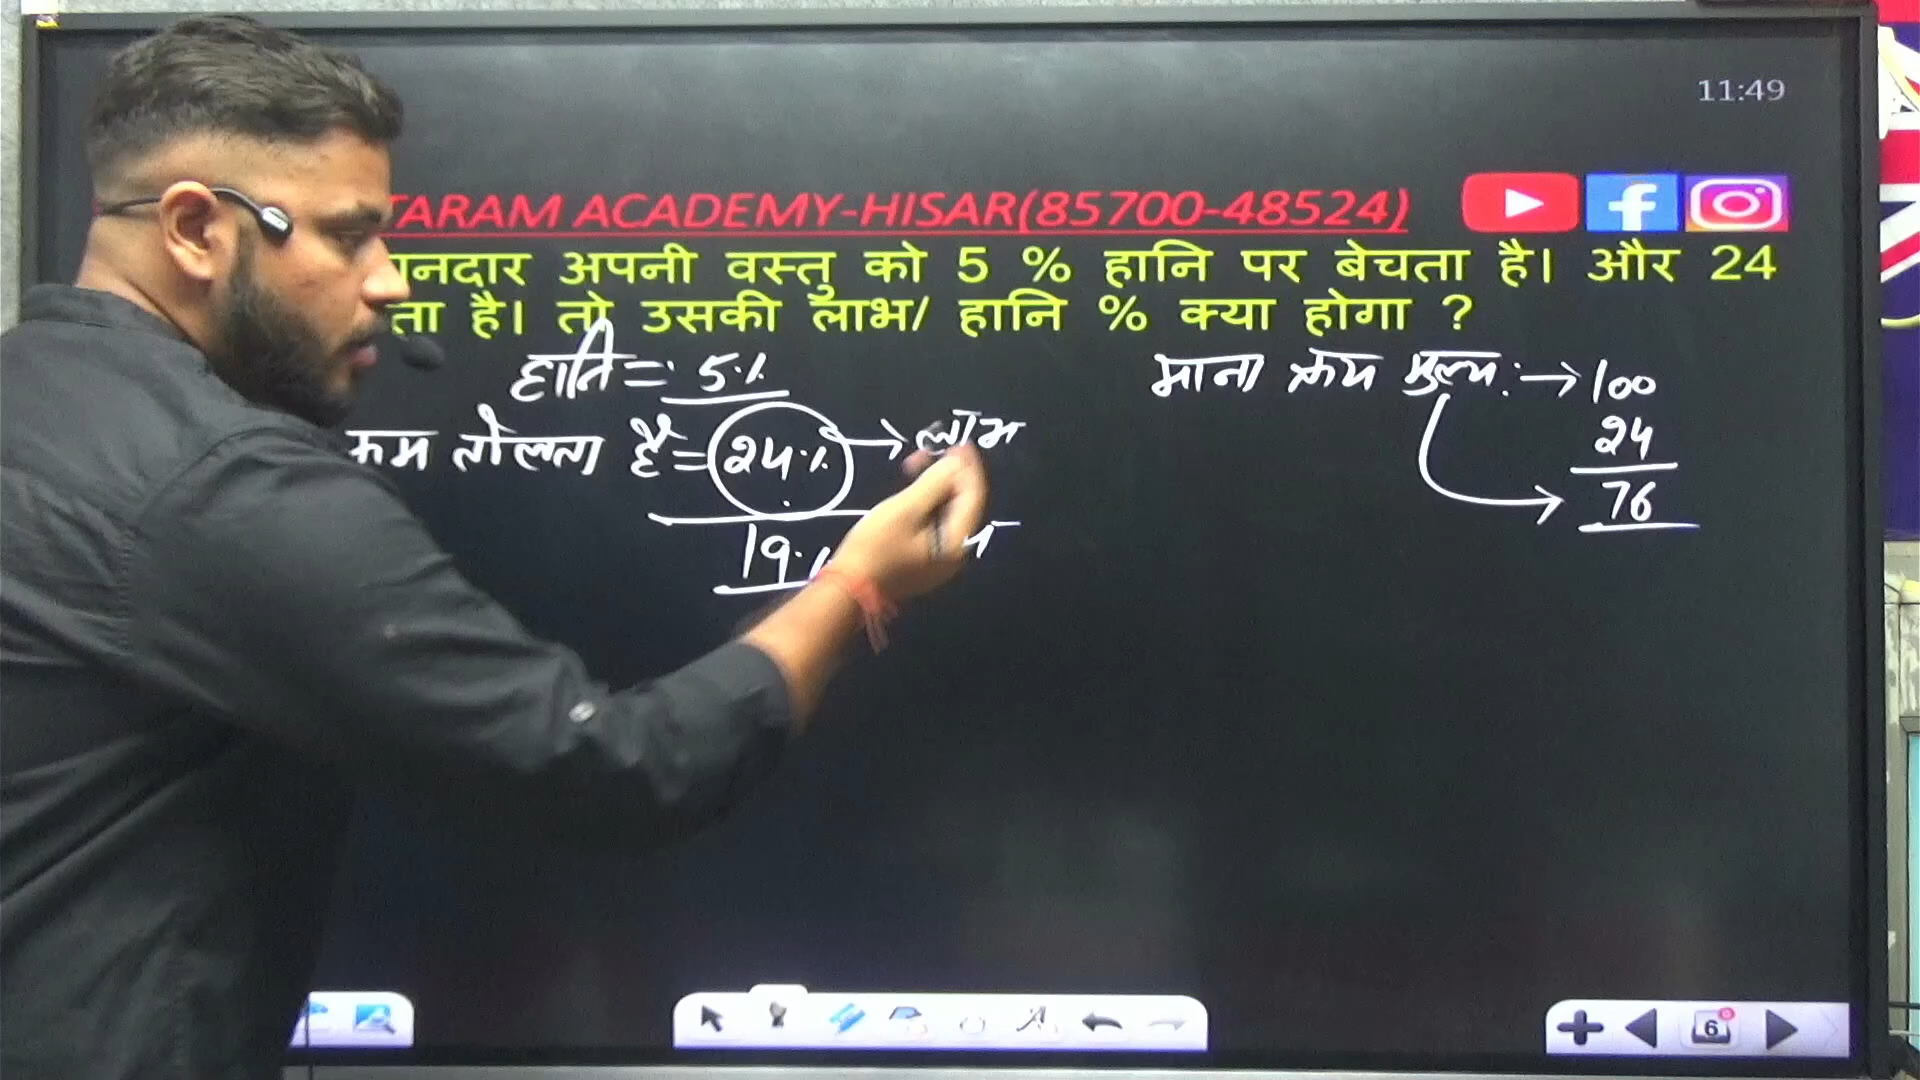 11:49
TARAM ACADEMY-HISAR(85700-48524)
अपनी वस्तु को 5 % हानि पर बेचता है। और 24
है। तो उसकी लाभ/ हानि % क्या होगा ?
हानि = 5% माना क्रय मुल्य :→ 100
कम तोलता है = 24% → लाभ 24
76
19%
6